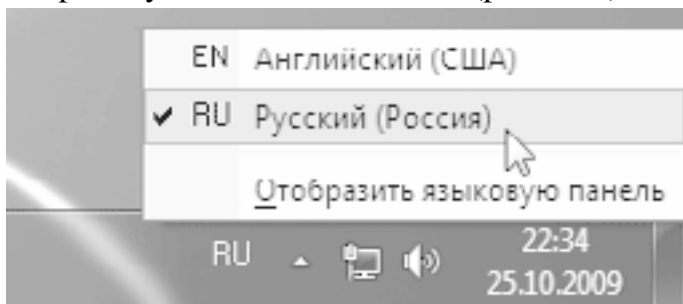 EN Английский (США)
✔ RU Русский (Россия)
Отобразить языковую панель
RU 22:34
25.10.2009